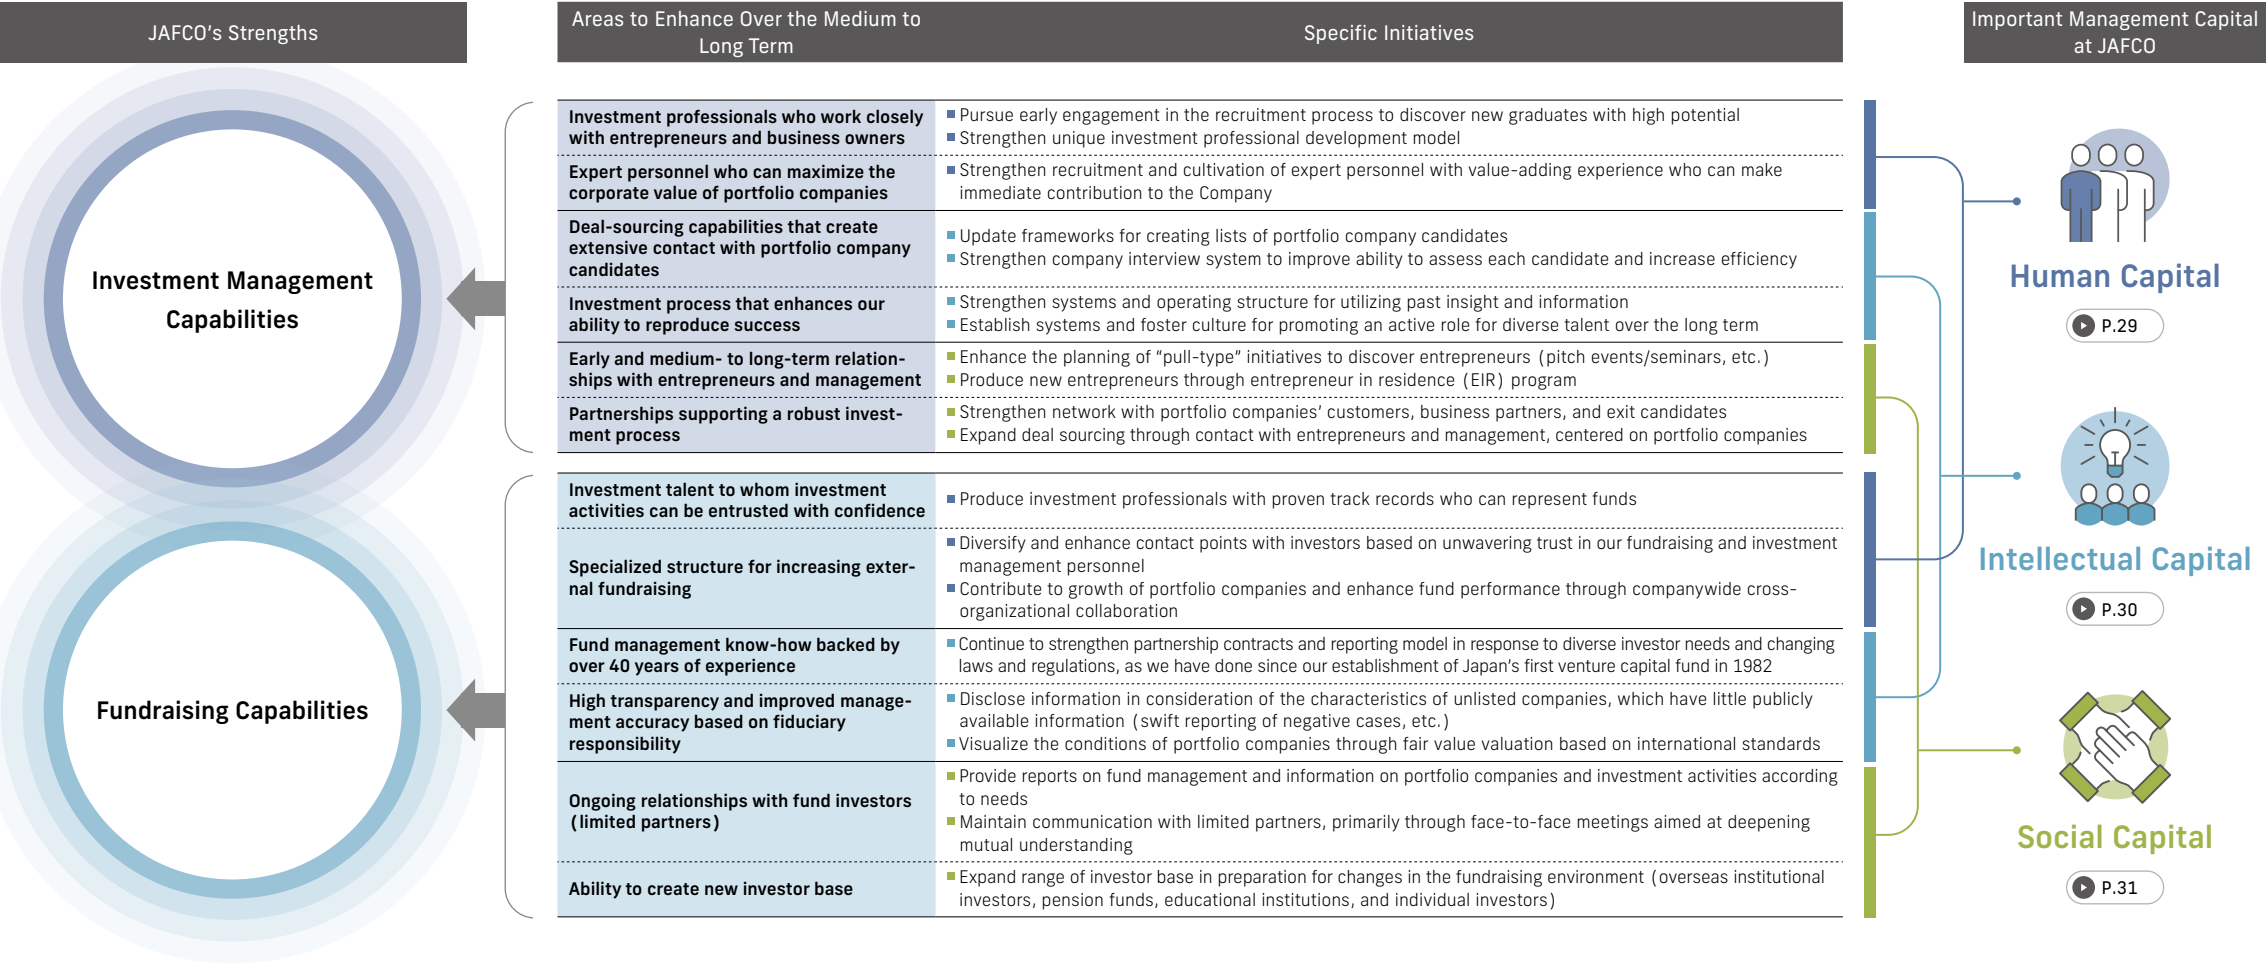 JAFCO's Strengths
Areas to Enhance Over the Medium to
Long Term
Specific Initiatives
Important Management Capital
at JAFCO
Investment Management
Capabilities
Investment professionals who work closely
with entrepreneurs and business owners
Pursue early engagement in the recruitment process to discover new graduates with high potential
Strengthen unique investment professional development model
Expert personnel who can maximize the
corporate value of portfolio companies
Strengthen recruitment and cultivation of expert personnel with value-adding experience who can make
immediate contribution to the Company
Deal-sourcing capabilities that create
extensive contact with portfolio company
candidates
Update frameworks for creating lists of portfolio company candidates
Strengthen company interview system to improve ability to assess each candidate and increase efficiency
Investment process that enhances our
ability to reproduce success
Strengthen systems and operating structure for utilizing past insight and information
Establish systems and foster culture for promoting an active role for diverse talent over the long term
Early and medium- to long-term relation-
ships with entrepreneurs and management
Enhance the planning of “pull-type” initiatives to discover entrepreneurs (pitch events/seminars, etc.)
Produce new entrepreneurs through entrepreneur in residence (EIR) program
Partnerships supporting a robust invest-
ment process
Strengthen network with portfolio companies' customers, business partners, and exit candidates
Expand deal sourcing through contact with entrepreneurs and management, centered on portfolio companies
Fundraising Capabilities
Investment talent to whom investment
activities can be entrusted with confidence
Produce investment professionals with proven track records who can represent funds
Specialized structure for increasing exter-
nal fundraising
Diversify and enhance contact points with investors based on unwavering trust in our fundraising and investment
management personnel
Contribute to growth of portfolio companies and enhance fund performance through companywide cross-
organizational collaboration
Fund management know-how backed by
over 40 years of experience
Continue to strengthen partnership contracts and reporting model in response to diverse investor needs and changing
laws and regulations, as we have done since our establishment of Japan's first venture capital fund in 1982
High transparency and improved manage-
ment accuracy based on fiduciary
responsibility
Disclose information in consideration of the characteristics of unlisted companies, which have little publicly
available information (swift reporting of negative cases, etc.)
Visualize the conditions of portfolio companies through fair value valuation based on international standards
Ongoing relationships with fund investors
(limited partners)
Provide reports on fund management and information on portfolio companies and investment activities according
to needs
Maintain communication with limited partners, primarily through face-to-face meetings aimed at deepening
mutual understanding
Ability to create new investor base
Expand range of investor base in preparation for changes in the fundraising environment (overseas institutional
investors, pension funds, educational institutions, and individual investors)
Human Capital
P.29
Intellectual Capital
P.30
Social Capital
P.31